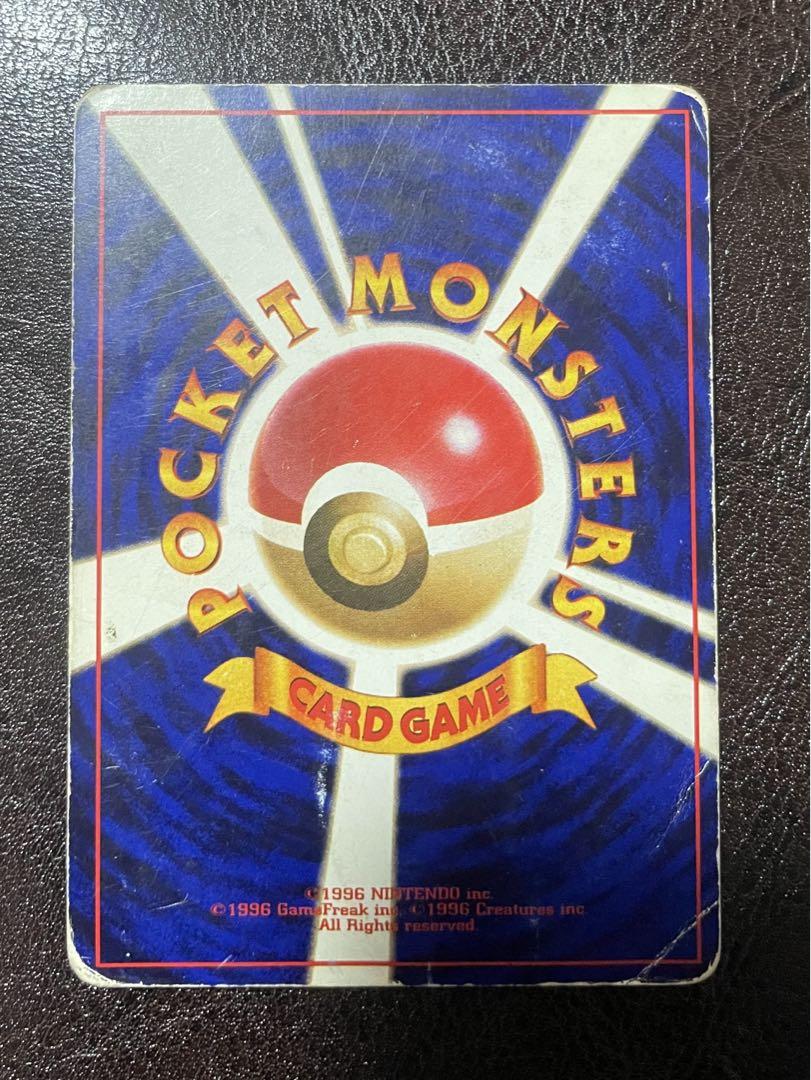 POCKET MONSTERS
CARD GAME
©1996 NINTENDO inc.
©1996 GameFreak inc. ©1996 Creatures inc.
All Rights reserved.